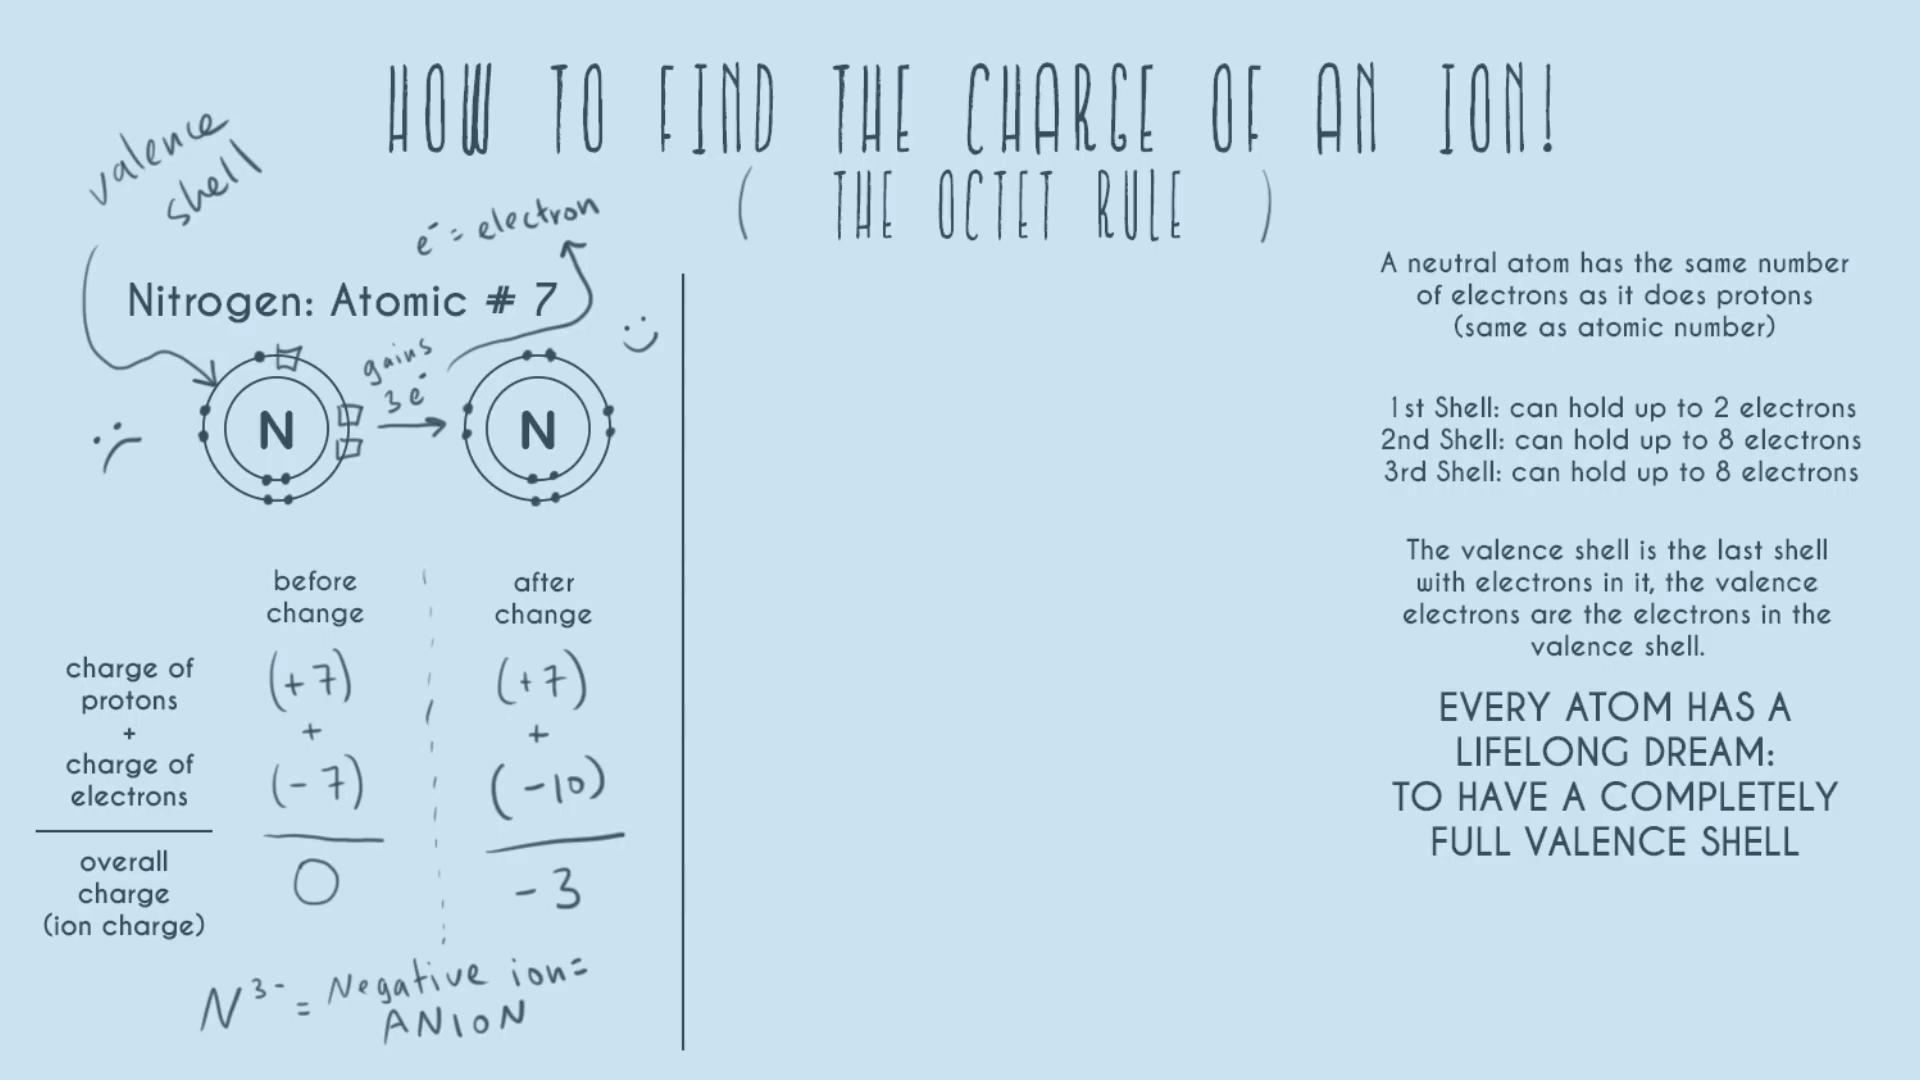 HOW TO FIND THE CHARGE OF AN ION!
( THE OCTET RULE )
valence
shell
e⁻ = electron
Nitrogen: Atomic # 7
gains
3e⁻
N
N
before
change
after
change
charge of
protons
+
charge of
electrons
overall
charge
(ion charge)
(+7)
+
(-7)
0
(+7)
+
(-10)
-3
N³⁻ = Negative ion=
ANION
A neutral atom has the same number
of electrons as it does protons
(same as atomic number)
1st Shell: can hold up to 2 electrons
2nd Shell: can hold up to 8 electrons
3rd Shell: can hold up to 8 electrons
The valence shell is the last shell
with electrons in it, the valence
electrons are the electrons in the
valence shell.
EVERY ATOM HAS A
LIFELONG DREAM:
TO HAVE A COMPLETELY
FULL VALENCE SHELL